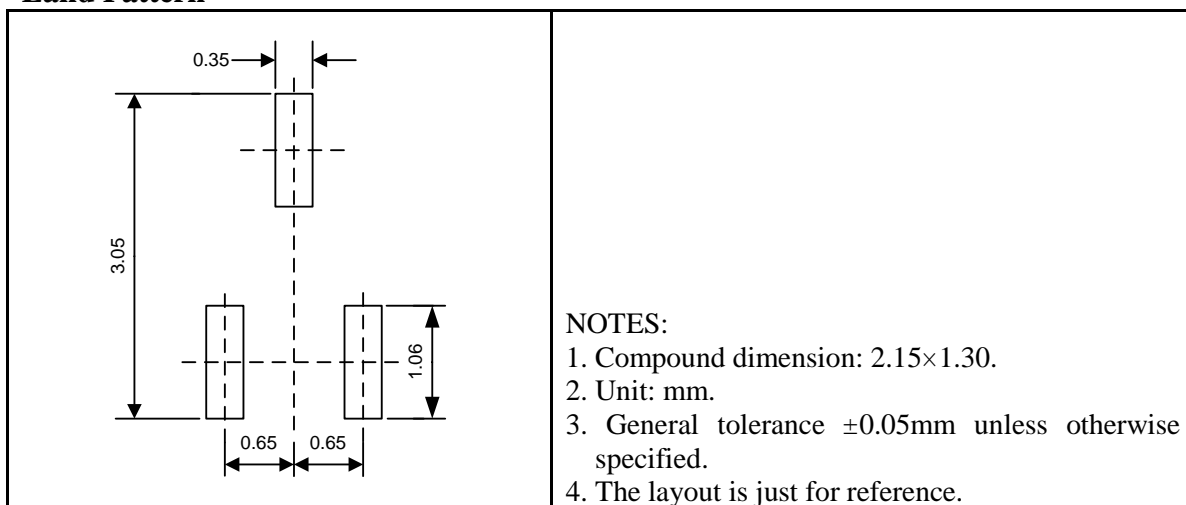 Land Pattern
0.35
3.05
1.06
0.65 0.65
NOTES:
1. Compound dimension: 2.15×1.30.
2. Unit: mm.
3. General tolerance ±0.05mm unless otherwise
specified.
4. The layout is just for reference.